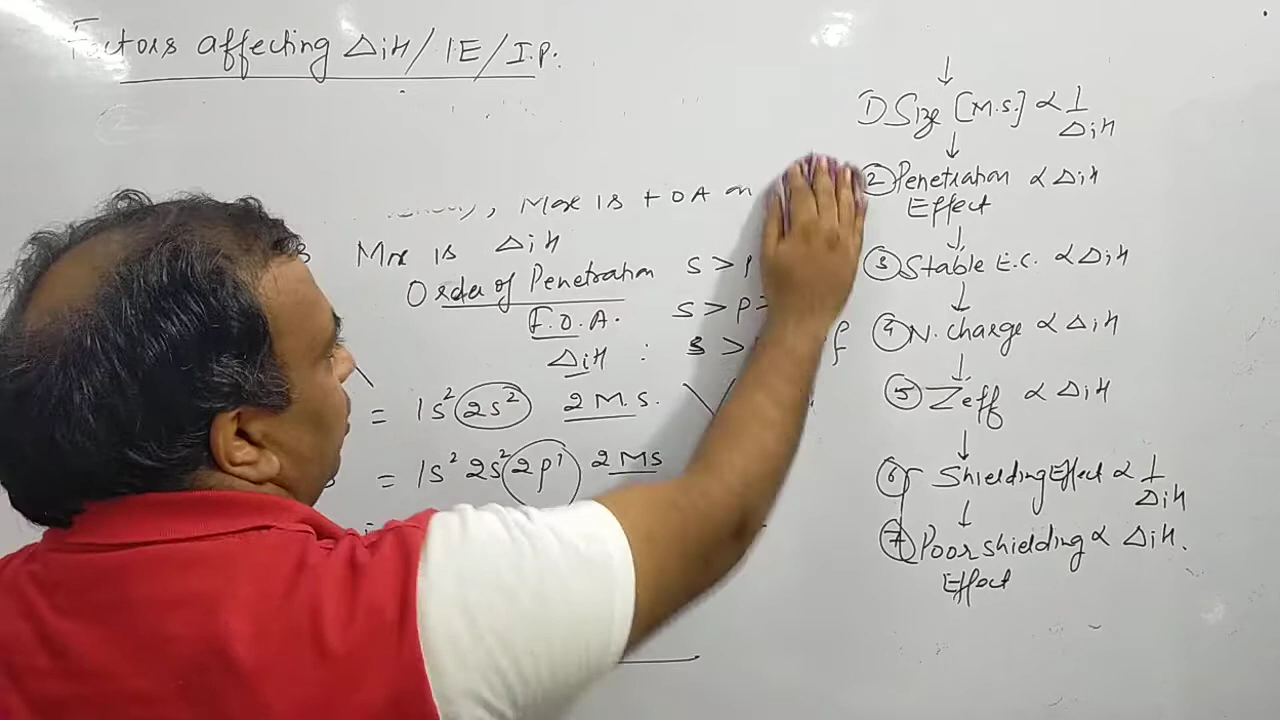 Factors affecting ΔiH/IE/I.P.
, Max is FOA on
Max is ΔiH
Order of Penetration s > p
F.O.A. s > p >
ΔiH : s > f
= 1s² 2s² 2 M.S.
= 1s² 2s² 2p¹ 2 Ms
↓
① Size [M.S.] ∝ 1/ΔiH
↓
② Penetration ∝ ΔiH
Effect
↓
③ Stable E.C. ∝ ΔiH
↓
④ N. charge ∝ ΔiH
↓
⑤ Zeff ∝ ΔiH
↓
⑥ Shielding Effect ∝ 1/ΔiH
↓
⑦ Poor shielding ∝ ΔiH.
Effect